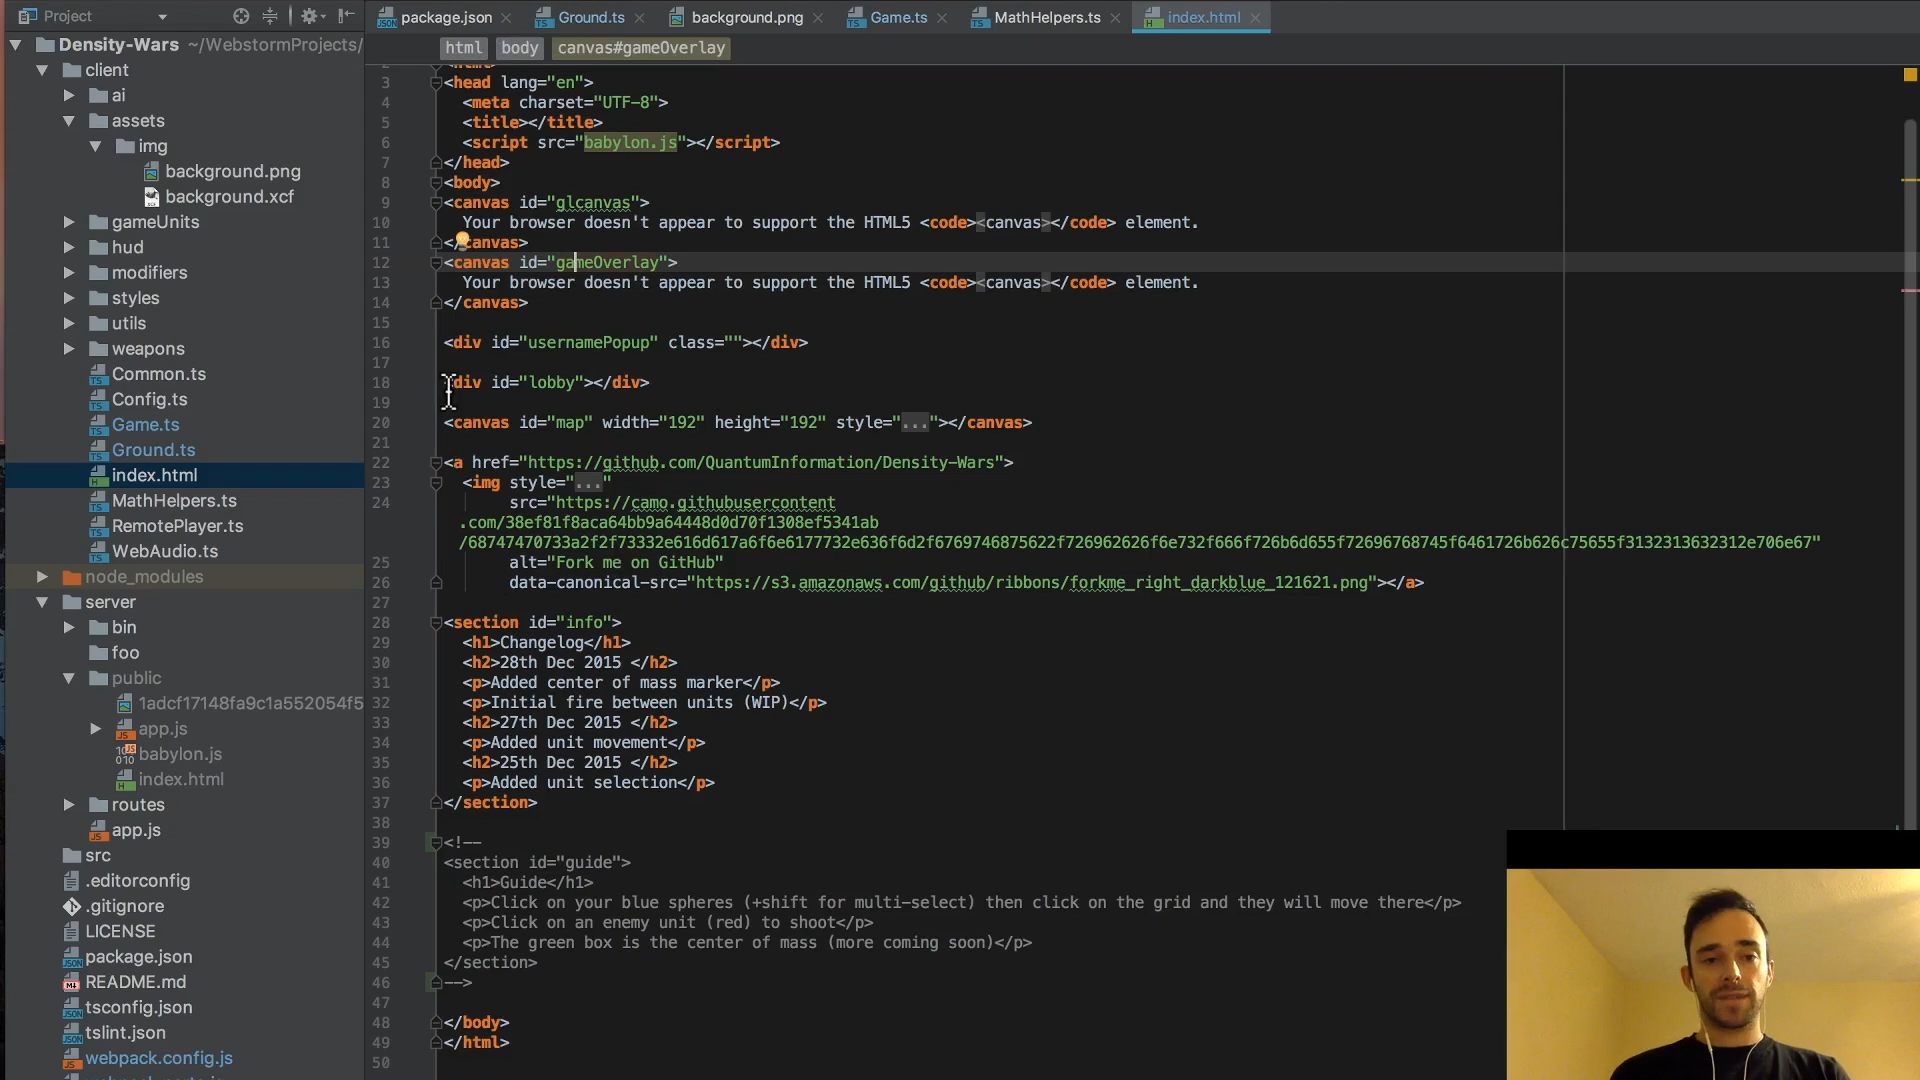 Project
package.json
Ground.ts
background.png
Game.ts
MathHelpers.ts
index.html
html
body
canvas#gameOverlay
Density-Wars ~/WebstormProjects/
client
ai
assets
img
background.png
background.xcf
gameUnits
hud
modifiers
styles
utils
weapons
Common.ts
Config.ts
Game.ts
Ground.ts
index.html
MathHelpers.ts
RemotePlayer.ts
WebAudio.ts
node_modules
server
bin
foo
public
1adcf17148fa9c1a552054f5
app.js
babylon.js
index.html
routes
app.js
src
.editorconfig
.gitignore
LICENSE
package.json
README.md
tsconfig.json
tslint.json
webpack.config.js
3 <head lang="en">
4 <meta charset="UTF-8">
5 <title></title>
6 <script src="babylon.js"></script>
7 </head>
8 <body>
9 <canvas id="glcanvas">
10 Your browser doesn't appear to support the HTML5 <code><canvas></code> element.
11 </canvas>
12 <canvas id="gameOverlay">
13 Your browser doesn't appear to support the HTML5 <code><canvas></code> element.
14 </canvas>
15
16 <div id="usernamePopup" class=""></div>
17
18 <div id="lobby"></div>
19
20 <canvas id="map" width="192" height="192" style="..."></canvas>
21
22 <a href="https://github.com/QuantumInformation/Density-Wars">
23 <img style="..."
24 src="https://camo.githubusercontent
.com/38ef81f8aca64bb9a64448d0d70f1308ef5341ab
/68747470733a2f2f73332e616d617a6f6e6177732e636f6d2f6769746875622f726962626f6e732f666f726b6d655f72696768745f6461726b626c75655f3132313632312e706e67"
25 alt="Fork me on GitHub"
26 data-canonical-src="https://s3.amazonaws.com/github/ribbons/forkme_right_darkblue_121621.png"></a>
27
28 <section id="info">
29 <h1>Changelog</h1>
30 <h2>28th Dec 2015 </h2>
31 <p>Added center of mass marker</p>
32 <p>Initial fire between units (WIP)</p>
33 <h2>27th Dec 2015 </h2>
34 <p>Added unit movement</p>
35 <h2>25th Dec 2015 </h2>
36 <p>Added unit selection</p>
37 </section>
38
39 <!--
40 <section id="guide">
41 <h1>Guide</h1>
42 <p>Click on your blue spheres (+shift for multi-select) then click on the grid and they will move there</p>
43 <p>Click on an enemy unit (red) to shoot</p>
44 <p>The green box is the center of mass (more coming soon)</p>
45 </section>
46 -->
47
48 </body>
49 </html>
50